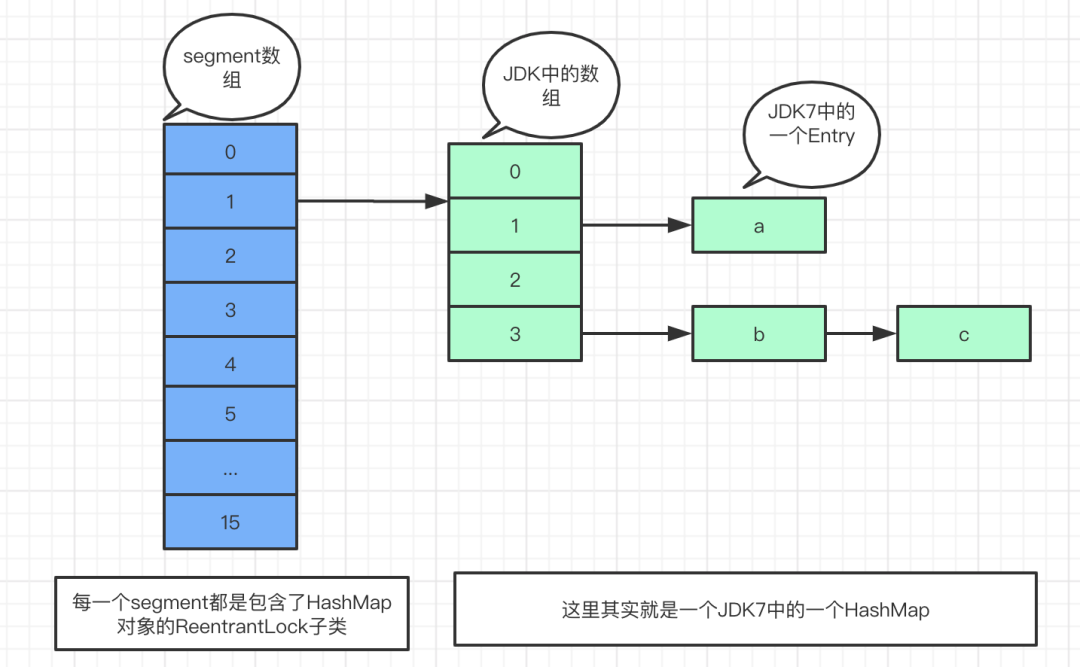 segment数
组
JDK中的数
组
JDK7中的
一个Entry
0
1
2
3
4
5
...
15
0
1
2
3
a
b
c
每一个segment都是包含了HashMap
对象的ReentrantLock子类
这里其实就是一个JDK7中的一个HashMap